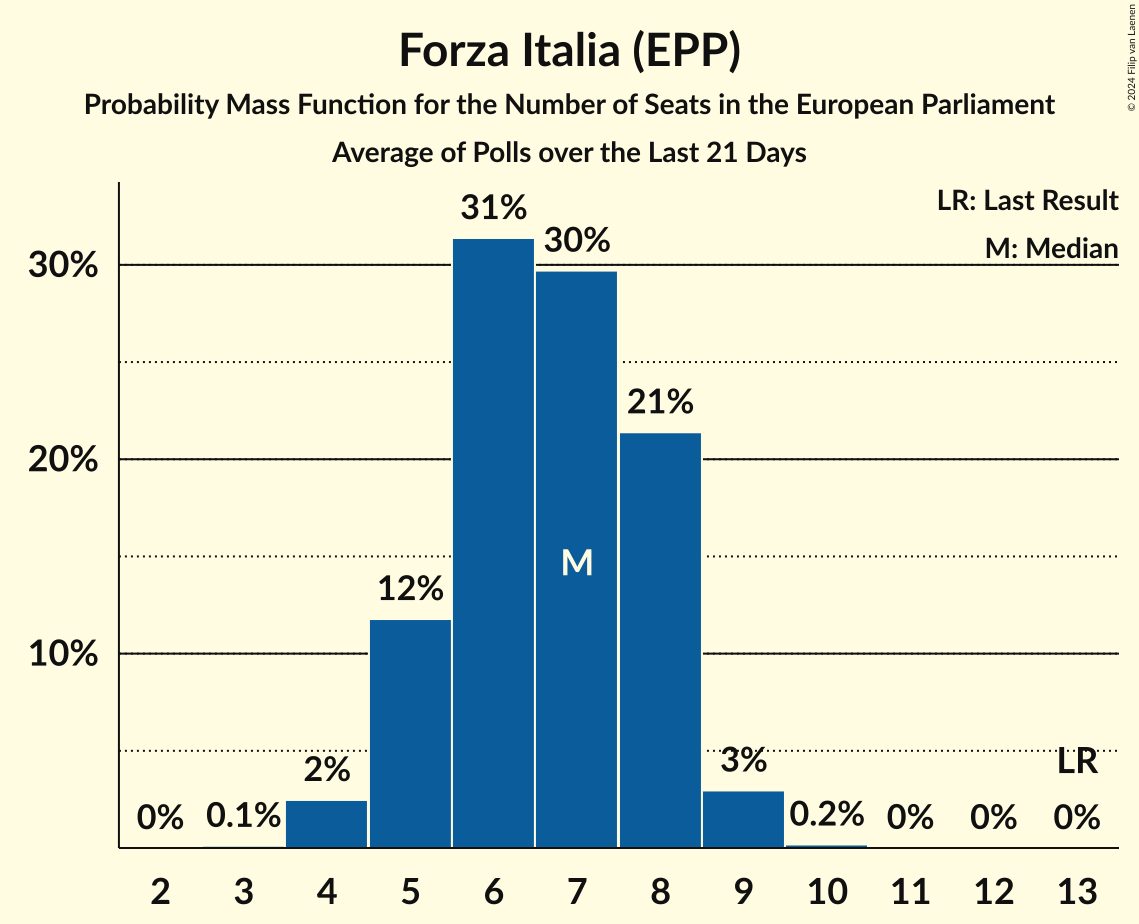 Forza Italia (EPP)
Probability Mass Function for the Number of Seats in the European Parliament
Average of Polls over the Last 21 Days
© 2024 Filip van Laenen
LR: Last Result
M: Median
30%
20%
10%
0%
0.1%
2%
12%
31%
30%
21%
3%
0.2%
0%
0%
0%
M
LR
2 3 4 5 6 7 8 9 10 11 12 13